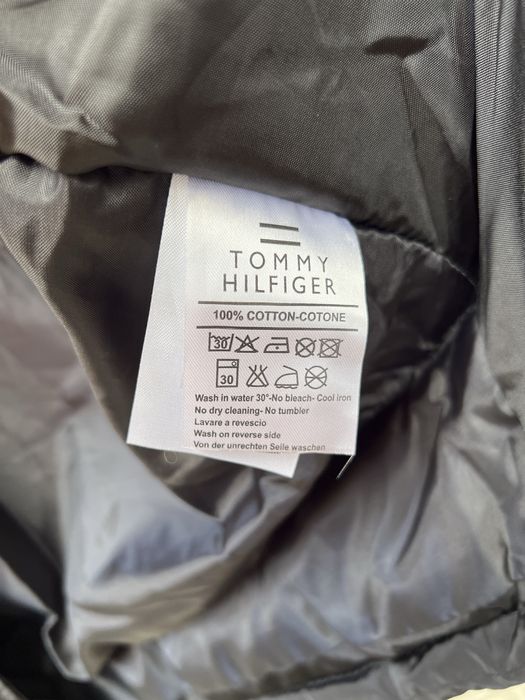 TOMMY
HILFIGER
100% COTTON-COTONE
30
30
Wash in water 30°-No bleach- Cool iron
No dry cleaning- No tumbler
Lavare a revescio
Wash on reverse side
Von der unrechten Seile waschen